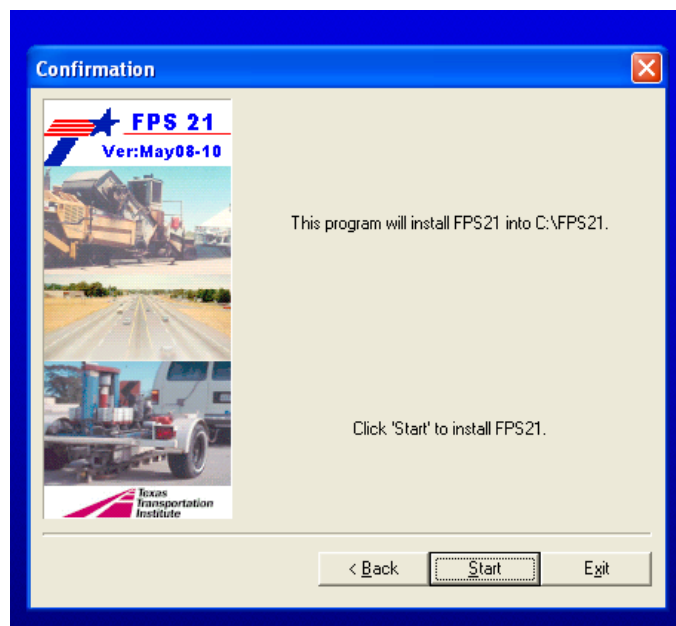 Confirmation
FPS 21
Ver:May08-10
This program will install FPS21 into C:\FPS21.
Click 'Start' to install FPS21.
Texas
Transportation
Institute
< Back
Start
Exit